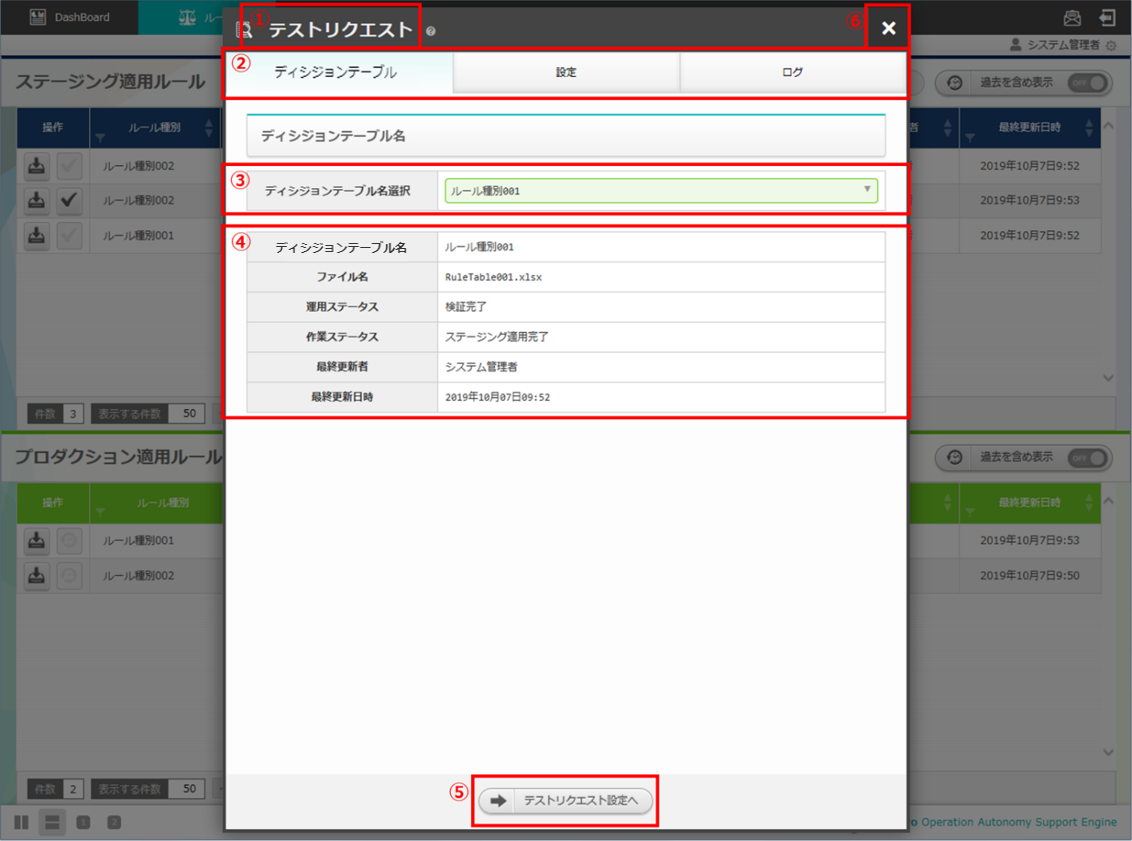 DashBoard
ルー
① テストリクエスト
⑥ ×
システム管理者
ステージング適用ルール
② ディシジョンテーブル 設定 ログ
過去を含め表示 OFF
操作 ルール種別 者 最終更新日時
ディシジョンテーブル名
ルール種別002 2019年10月7日9:52
③ ディシジョンテーブル名選択 ルール種別001
ルール種別002 2019年10月7日9:53
ルール種別001 2019年10月7日9:52
④ ディシジョンテーブル名 ルール種別001
ファイル名 RuleTable001.xlsx
運用ステータス 検証完了
作業ステータス ステージング適用完了
最終更新者 システム管理者
最終更新日時 2019年10月07日09:52
件数 3 表示する件数 50
プロダクション適用ルール
過去を含め表示 OFF
操作 ルール種別 最終更新日時
ルール種別001 2019年10月7日9:53
ルール種別002 2019年10月7日9:50
件数 2 表示する件数 50
⑤ テストリクエスト設定へ
1 2
o Operation Autonomy Support Engine